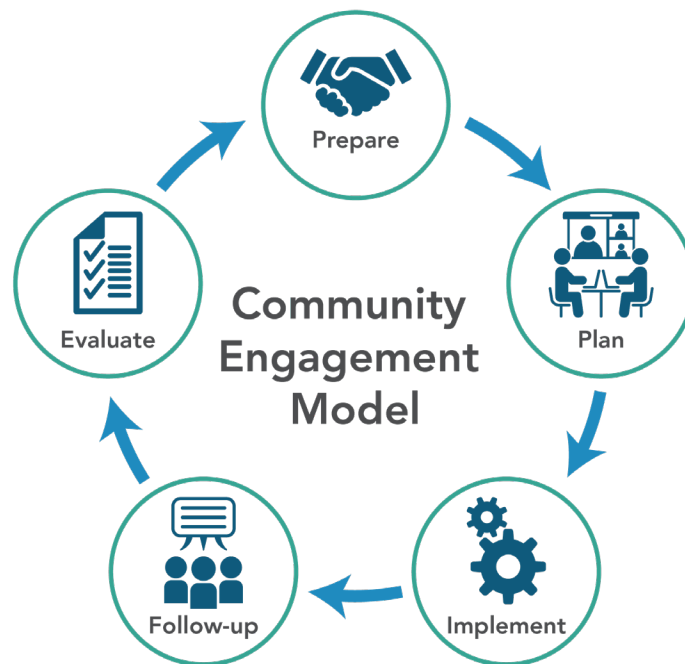 Prepare
Plan
Implement
Follow-up
Evaluate
Community
Engagement
Model